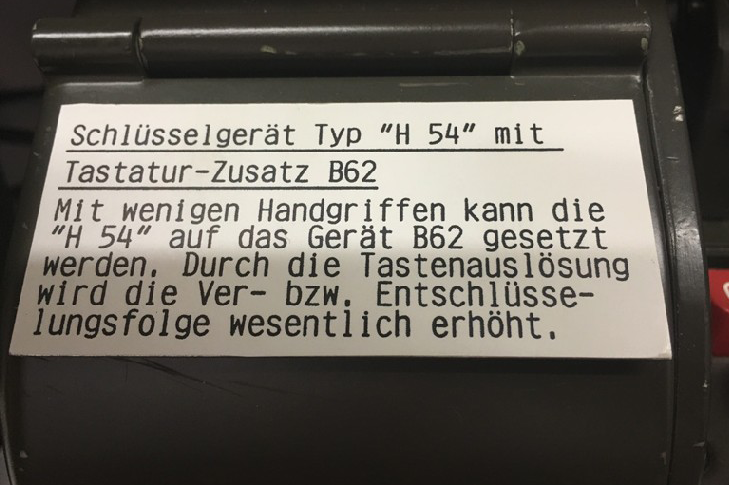 Schlüsselgerät Typ "H 54" mit
Tastatur-Zusatz B62
Mit wenigen Handgriffen kann die
"H 54" auf das Gerät B62 gesetzt
werden. Durch die Tastenauslösung
wird die Ver- bzw. Entschlüsse-
lungsfolge wesentlich erhöht.